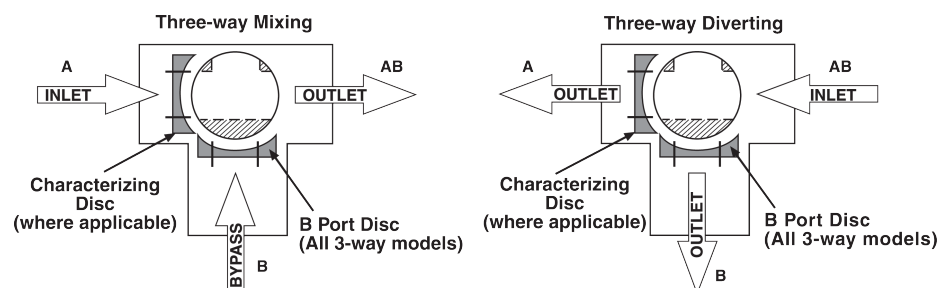 Three-way Mixing
A
AB
INLET
OUTLET
Characterizing
Disc
(where applicable)
B Port Disc
(All 3-way models)
BYPASS
B
Three-way Diverting
A
AB
OUTLET
INLET
Characterizing
Disc
(where applicable)
B Port Disc
(All 3-way models)
OUTLET
B